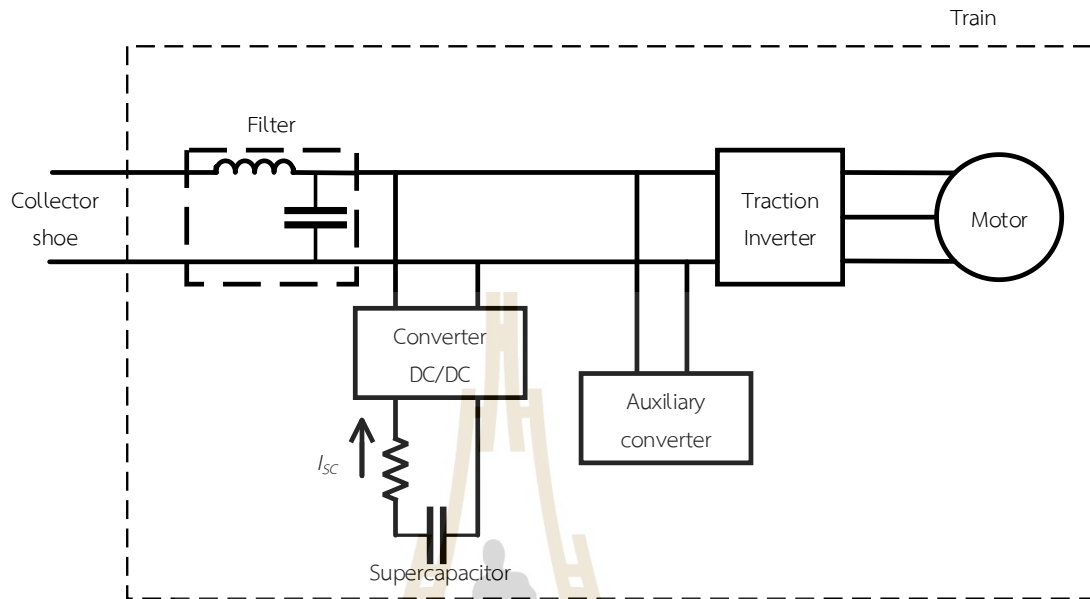 Train
Filter
Collector
shoe
Traction
Inverter
Motor
Converter
DC/DC
Auxiliary
converter
I_SC
Supercapacitor